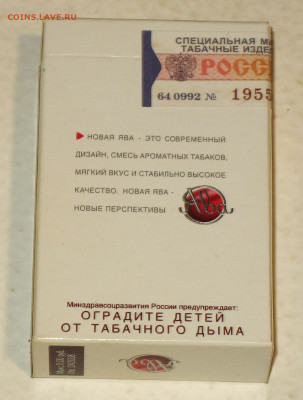 COINS.LAVE.RU
СПЕЦИАЛЬНАЯ М
ТАБАЧНЫЕ ИЗДЕ
РОСС
64 0992 № 1955
НОВАЯ ЯВА - ЭТО СОВРЕМЕННЫЙ
ДИЗАЙН, СМЕСЬ АРОМАТНЫХ ТАБАКОВ,
МЯГКИЙ ВКУС И СТАБИЛЬНО ВЫСОКОЕ
КАЧЕСТВО. НОВАЯ ЯВА -
НОВЫЕ ПЕРСПЕКТИВЫ
Ява
Минздравсоцразвития России предупреждает:
ОГРАДИТЕ ДЕТЕЙ
ОТ ТАБАЧНОГО ДЫМА